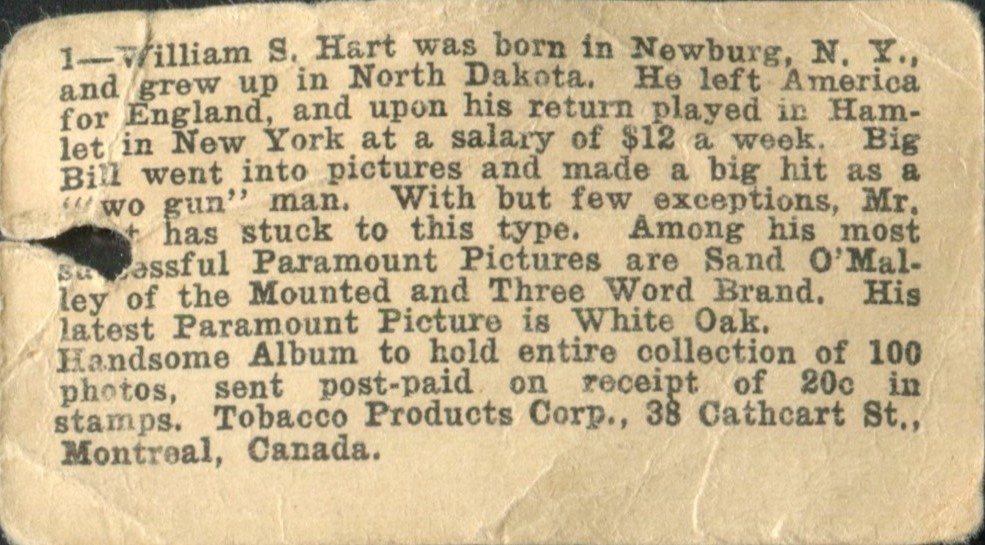 1—William S. Hart was born in Newburg, N. Y.,
and grew up in North Dakota. He left America
for England, and upon his return played in Ham-
let in New York at a salary of $12 a week. Big
Bill went into pictures and made a big hit as a
"two gun" man. With but few exceptions, Mr.
has stuck to this type. Among his most
successful Paramount Pictures are Sand O'Mal-
ley of the Mounted and Three Word Brand. His
latest Paramount Picture is White Oak.
Handsome Album to hold entire collection of 100
photos, sent post-paid on receipt of 20c in
stamps. Tobacco Products Corp., 38 Cathcart St.,
Montreal, Canada.